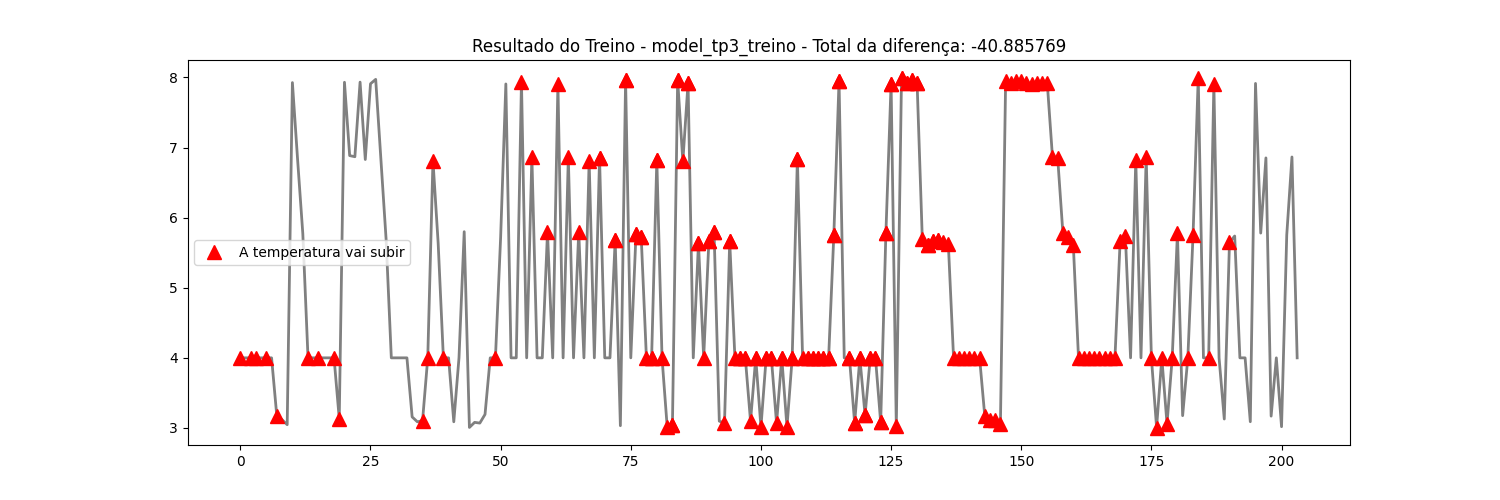 Resultado do Treino - model_tp3_treino - Total da diferença: -40.885769
8
7
6
5
4
3
A temperatura vai subir
0 25 50 75 100 125 150 175 200